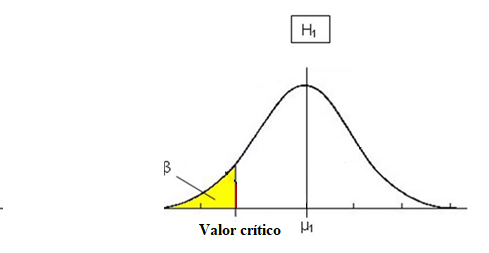 H₁
β
Valor crítico μ₁